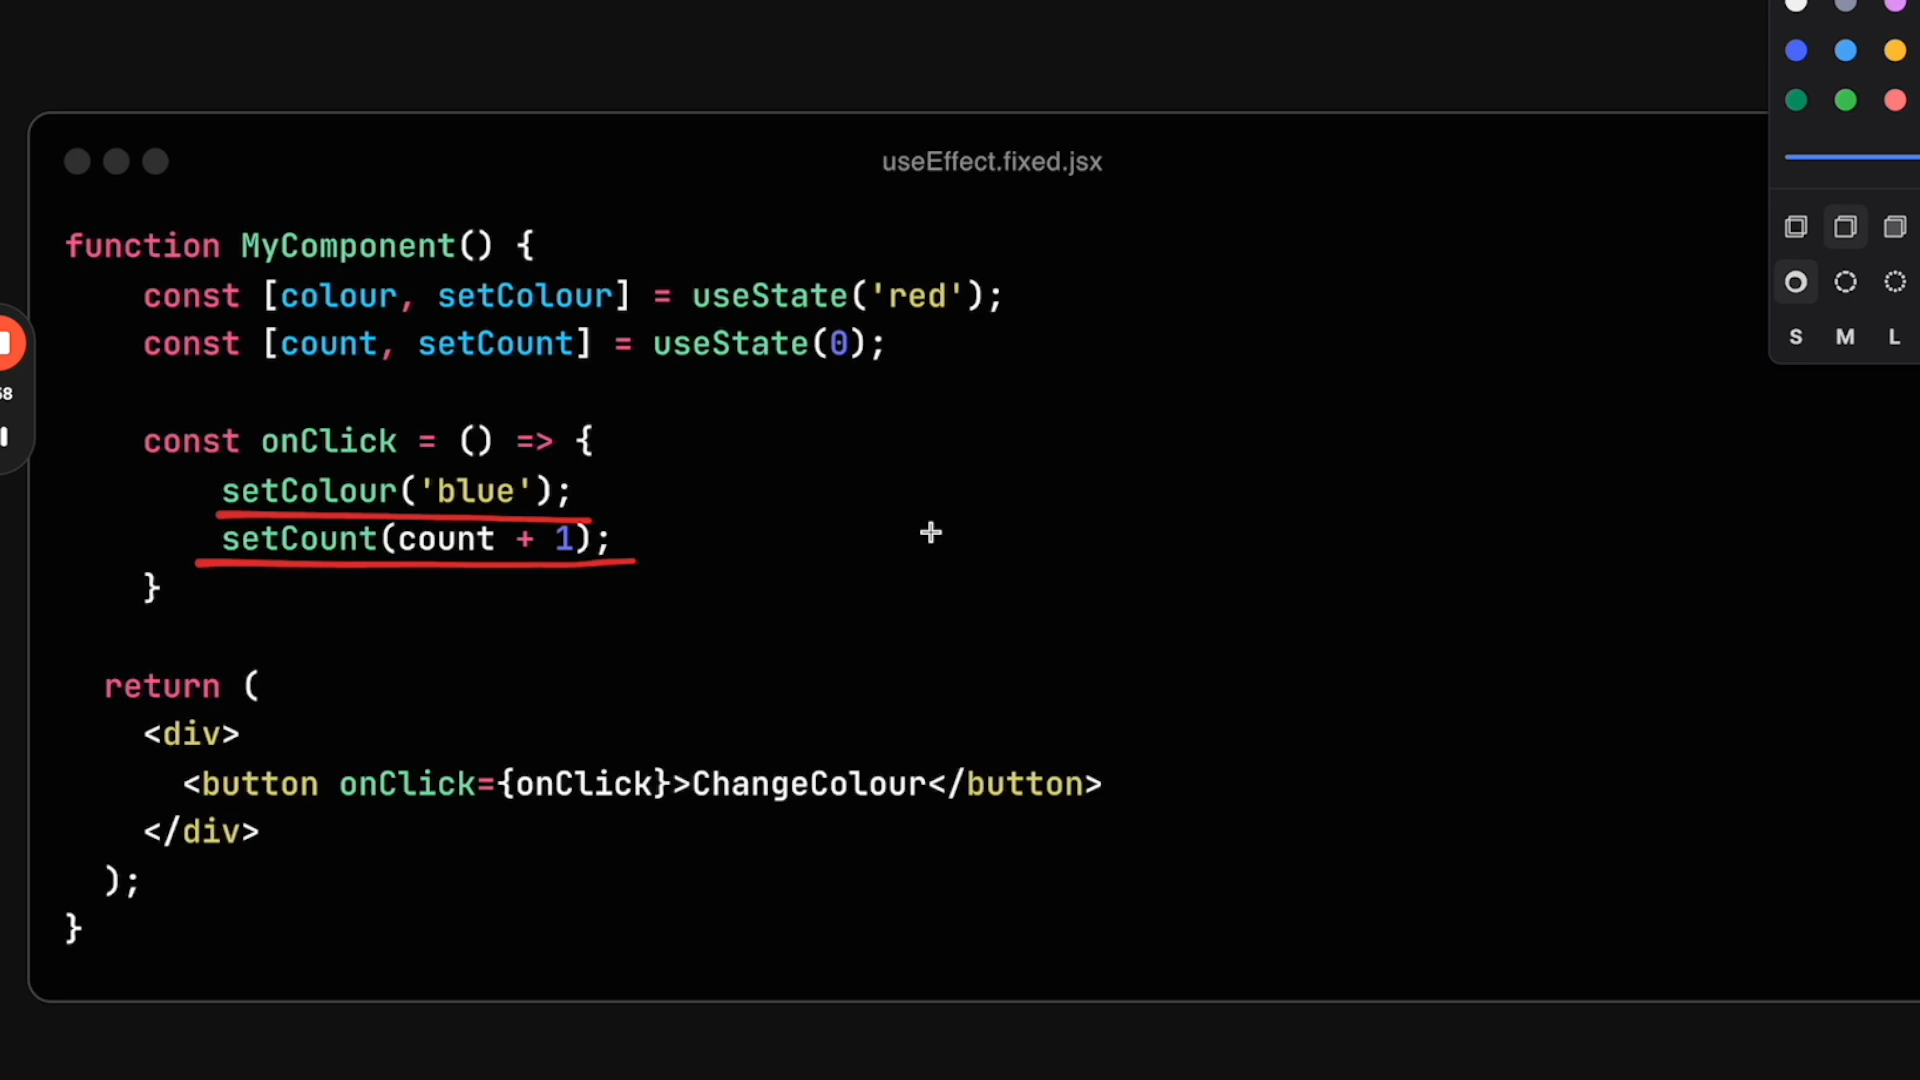 useEffect.fixed.jsx
function MyComponent() {
const [colour, setColour] = useState('red');
const [count, setCount] = useState(0);
const onClick = () => {
setColour('blue');
setCount(count + 1);
}
return (
<div>
<button onClick={onClick}>ChangeColour</button>
</div>
);
}
S M L